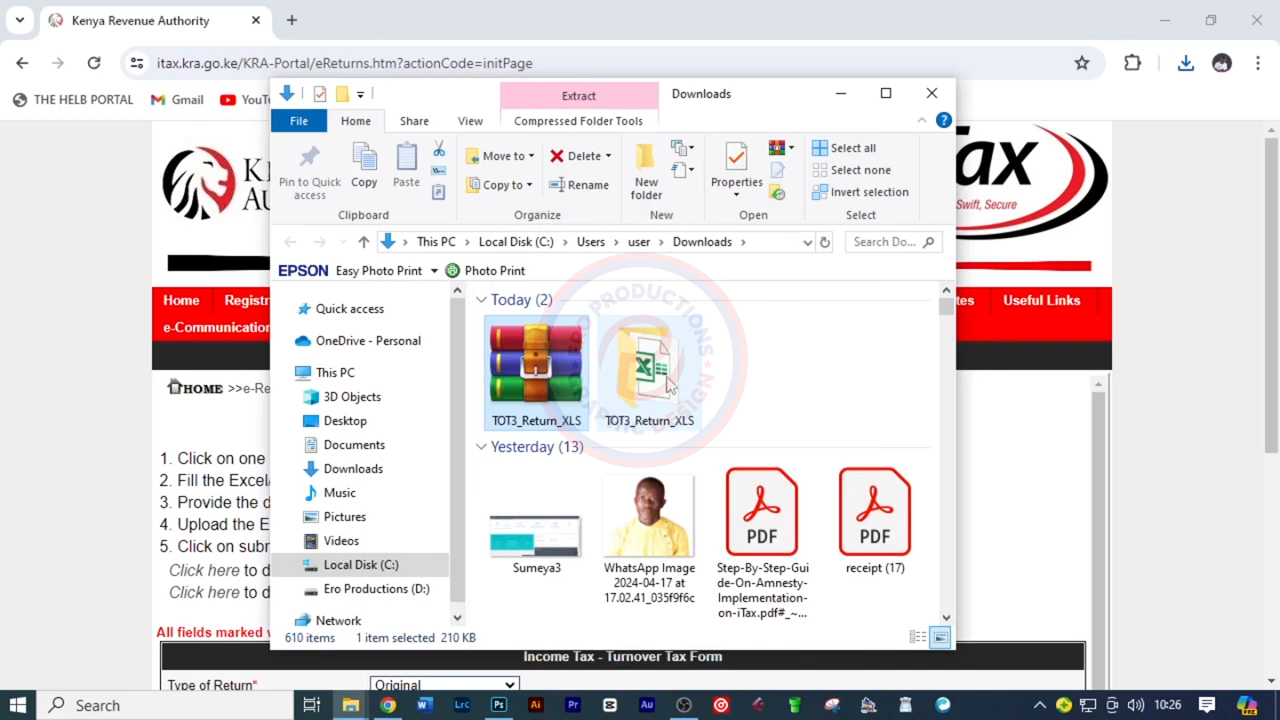 Kenya Revenue Authority
itax.kra.go.ke/KRA-Portal/eReturns.htm?actionCode=initPage
THE HELB PORTAL
Gmail
Extract
Downloads
File
Home
Share
View
Compressed Folder Tools
Pin to Quick
access
Copy
Paste
Move to
Copy to
Delete
Rename
New
folder
Properties
Select all
Select none
Invert selection
Clipboard
Organize
New
Open
Select
This PC
Local Disk (C:)
Users
user
Downloads
Search Do...
EPSON
Easy Photo Print
Photo Print
Swift, Secure
Home
Useful Links
e-Communication
HOME
Quick access
OneDrive - Personal
This PC
3D Objects
Desktop
Documents
Downloads
Music
Pictures
Videos
Local Disk (C:)
Ero Productions (D:)
Network
Today (2)
TOT3_Return_XLS
TOT3_Return_XLS
Yesterday (13)
Sumeya3
WhatsApp Image
2024-04-17 at
17.02.41_035f9f6c
PDF
Step-By-Step-Gui
de-On-Amnesty-
Implementation-
on-iTax.pdf#_~...
PDF
receipt (17)
610 items
1 item selected 210 KB
1. Click on one
2. Fill the Excel/
3. Provide the d
4. Upload the E
5. Click on subm
Click here to d
Click here to d
All fields marked
Income Tax - Turnover Tax Form
Type of Return*
Original
Search
10:26